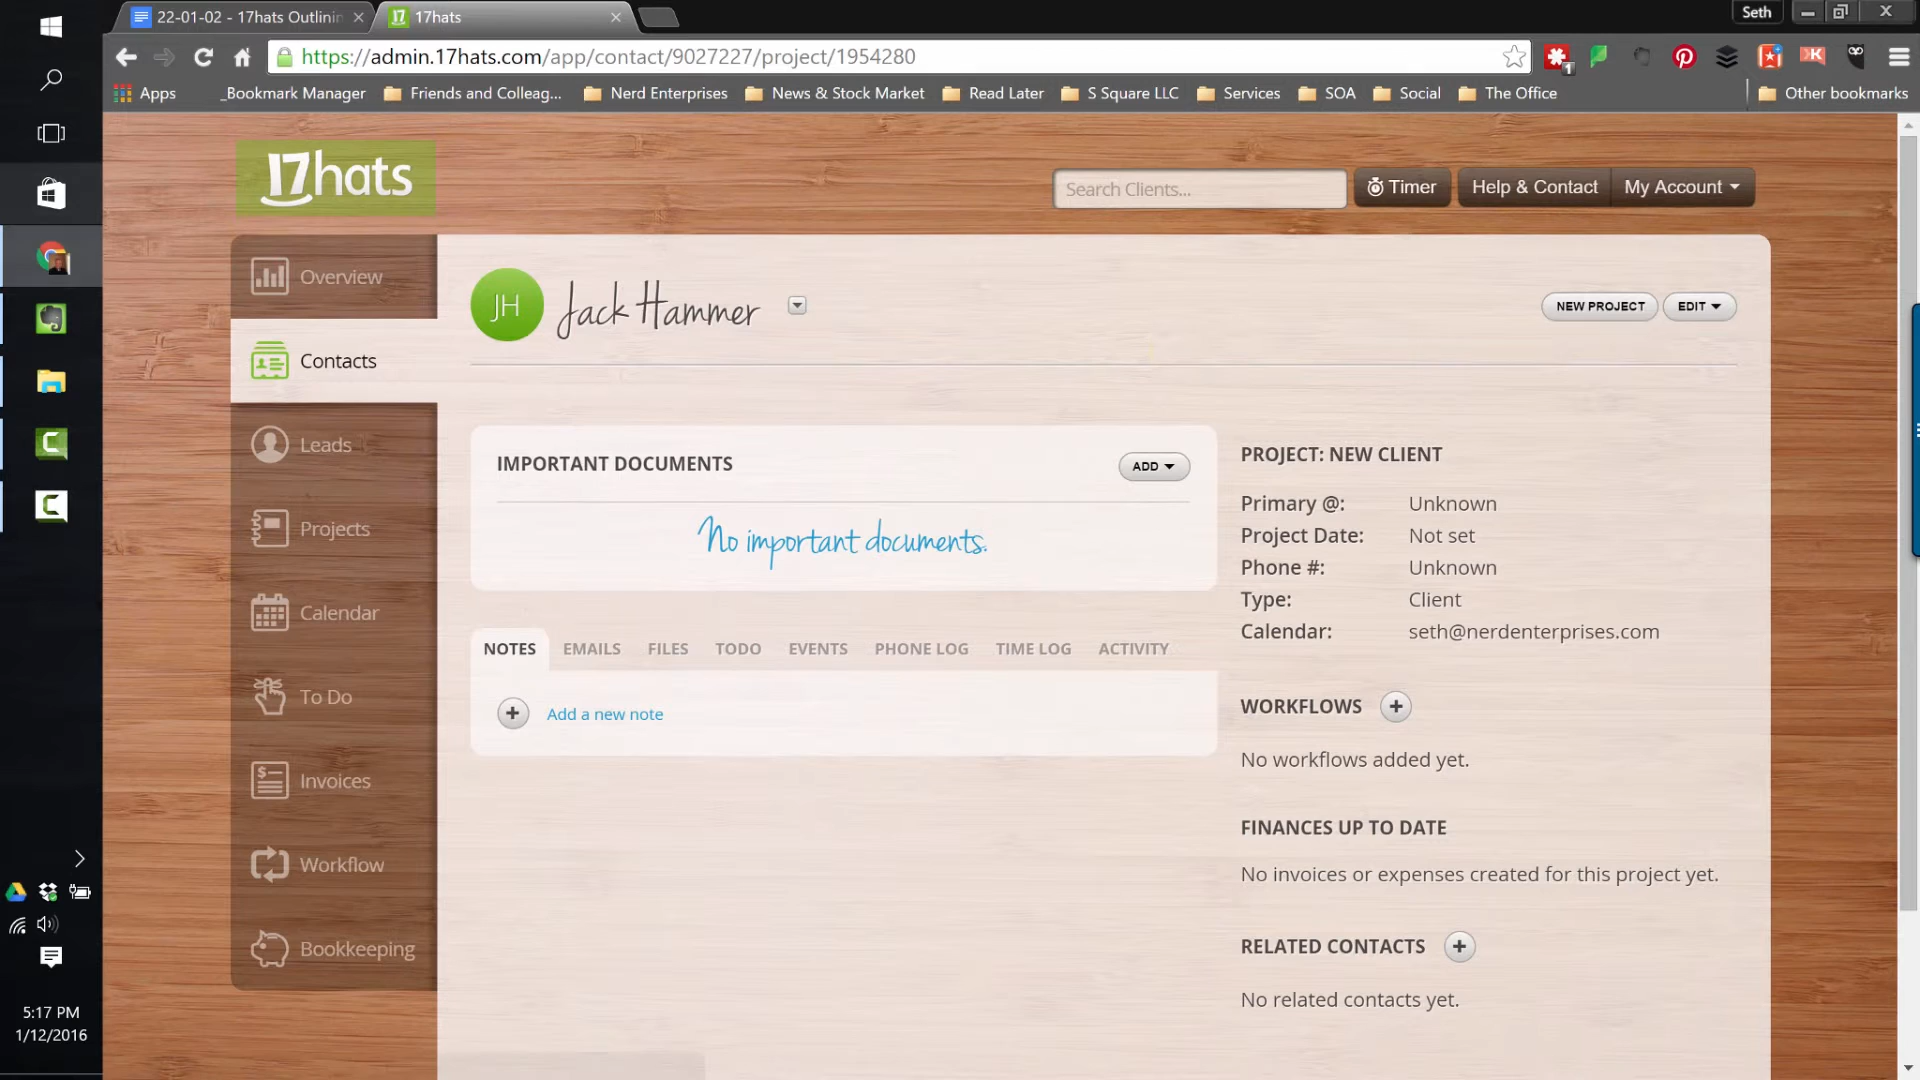 22-01-02 - 17hats Outlinin
17hats
Seth
https://admin.17hats.com/app/contact/9027227/project/1954280
1
Apps
_Bookmark Manager
Friends and Colleag...
Nerd Enterprises
News & Stock Market
Read Later
S Square LLC
Services
SOA
Social
The Office
Other bookmarks
17hats
Search Clients...
Timer
Help & Contact
My Account
Overview
Contacts
Leads
Projects
Calendar
To Do
Invoices
Workflow
Bookkeeping
JH
Jack Hammer
NEW PROJECT
EDIT
IMPORTANT DOCUMENTS
ADD
No important documents.
NOTES
EMAILS
FILES
TODO
EVENTS
PHONE LOG
TIME LOG
ACTIVITY
Add a new note
PROJECT: NEW CLIENT
Primary @: Unknown
Project Date: Not set
Phone #: Unknown
Type: Client
Calendar: seth@nerdenterprises.com
WORKFLOWS
No workflows added yet.
FINANCES UP TO DATE
No invoices or expenses created for this project yet.
RELATED CONTACTS
No related contacts yet.
5:17 PM
1/12/2016